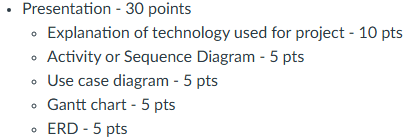 Presentation - 30 points
Explanation of technology used for project - 10 pts
Activity or Sequence Diagram - 5 pts
Use case diagram - 5 pts
Gantt chart - 5 pts
ERD - 5 pts